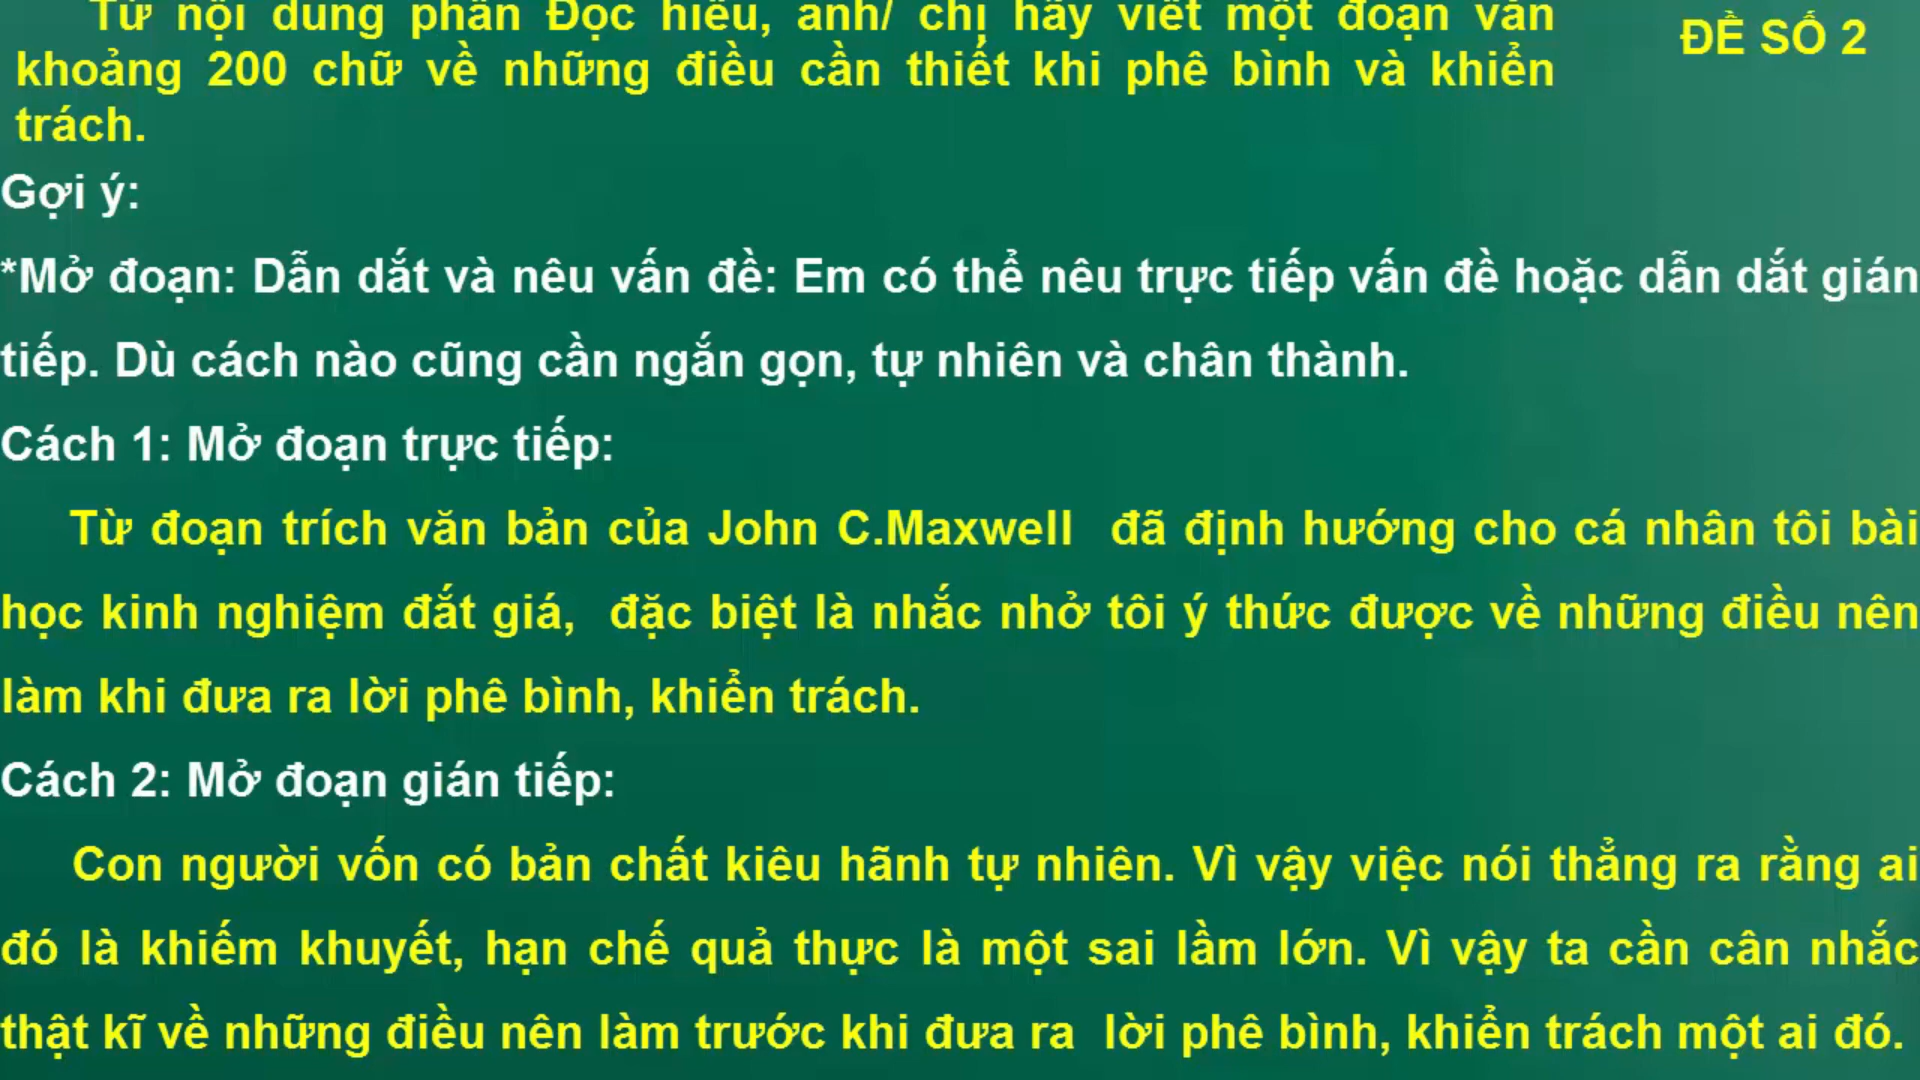 Từ nội dung phần Đọc hiểu, anh/ chị hãy viết một đoạn văn
ĐỀ SỐ 2
khoảng 200 chữ về những điều cần thiết khi phê bình và khiển
trách.
Gợi ý:
*Mở đoạn: Dẫn dắt và nêu vấn đề: Em có thể nêu trực tiếp vấn đề hoặc dẫn dắt gián
tiếp. Dù cách nào cũng cần ngắn gọn, tự nhiên và chân thành.
Cách 1: Mở đoạn trực tiếp:
Từ đoạn trích văn bản của John C.Maxwell đã định hướng cho cá nhân tôi bài
học kinh nghiệm đắt giá, đặc biệt là nhắc nhở tôi ý thức được về những điều nên
làm khi đưa ra lời phê bình, khiển trách.
Cách 2: Mở đoạn gián tiếp:
Con người vốn có bản chất kiêu hãnh tự nhiên. Vì vậy việc nói thẳng ra rằng ai
đó là khiếm khuyết, hạn chế quả thực là một sai lầm lớn. Vì vậy ta cần cân nhắc
thật kĩ về những điều nên làm trước khi đưa ra lời phê bình, khiển trách một ai đó.